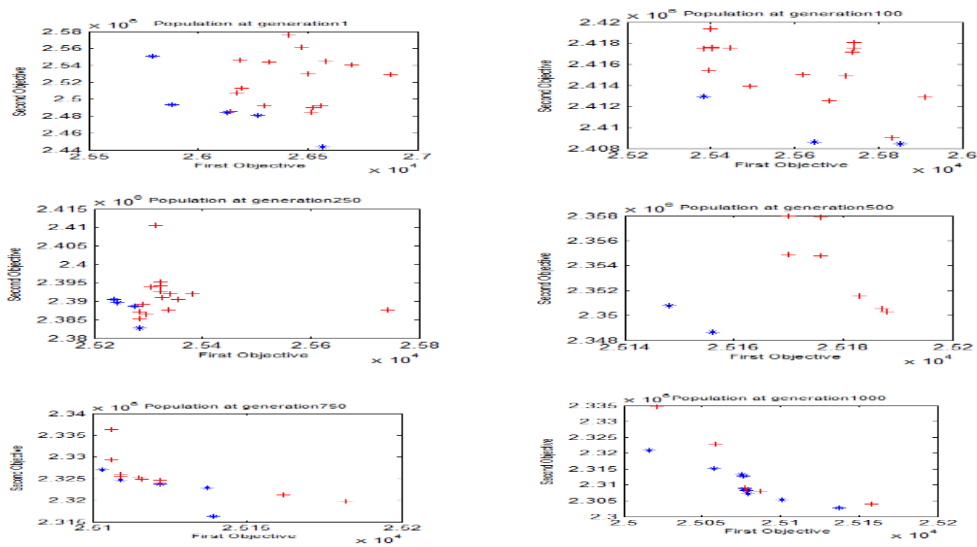 × 10⁶ Population at generation1
Second Objective
2.58
2.56
2.54
2.52
2.5
2.48
2.46
2.44
2.55 2.6 2.65 2.7
First Objective
× 10⁴
× 10⁶ Population at generation100
Second Objective
2.42
2.418
2.416
2.414
2.412
2.41
2.408
2.52 2.54 2.56 2.58 2.6
First Objective
× 10⁴
× 10⁶ Population at generation250
Second Objective
2.415
2.41
2.405
2.4
2.395
2.39
2.385
2.38
2.52 2.54 2.56 2.58
First Objective
× 10⁴
× 10⁶ Population at generation500
Second Objective
2.358
2.356
2.354
2.352
2.35
2.348
2.514 2.516 2.518 2.52
First Objective
× 10⁴
× 10⁶ Population at generation750
Second Objective
2.34
2.335
2.33
2.325
2.32
2.315
2.51 2.515 2.52
First Objective
× 10⁴
× 10⁶ Population at generation1000
Second Objective
2.335
2.33
2.325
2.32
2.315
2.31
2.305
2.3
2.5 2.505 2.51 2.515 2.52
First Objective
× 10⁴